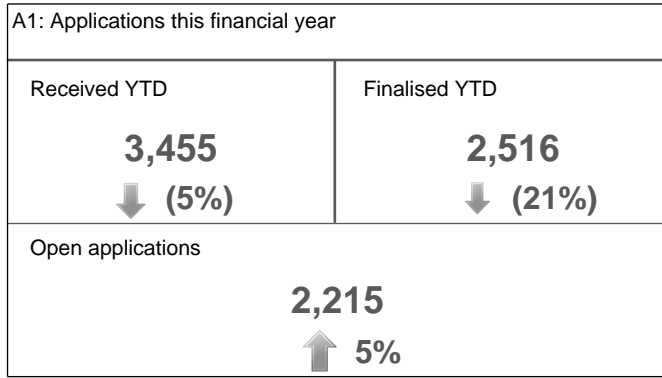 A1: Applications this financial year
Received YTD
Finalised YTD
3,455
2,516
(5%)
(21%)
Open applications
2,215
5%